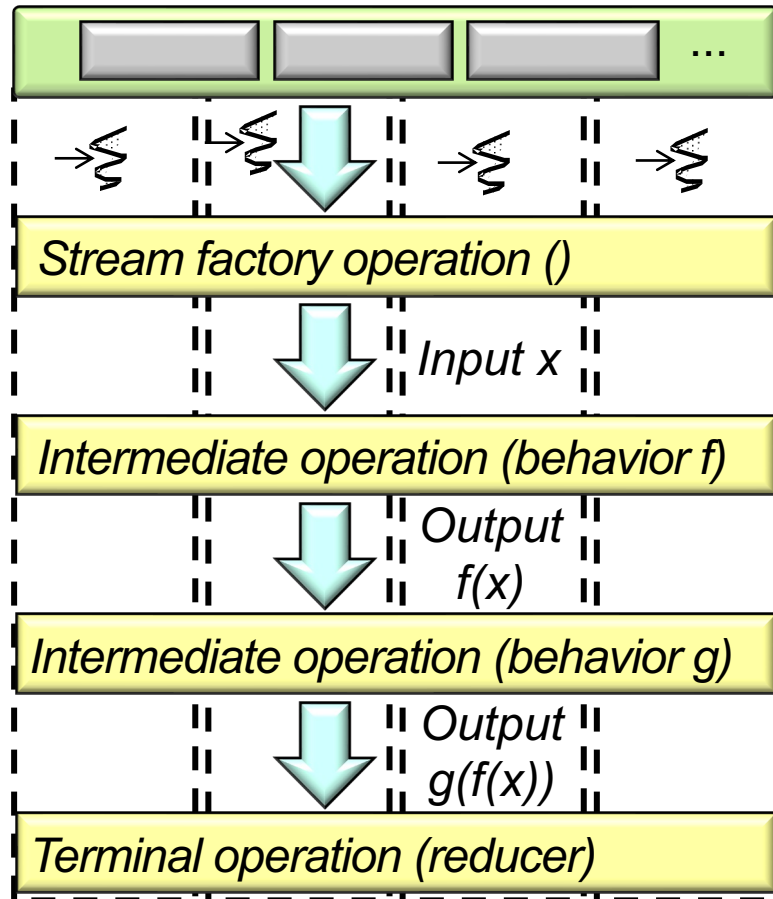 ...
Stream factory operation ()
Input x
Intermediate operation (behavior f)
Output
f(x)
Intermediate operation (behavior g)
Output
g(f(x))
Terminal operation (reducer)